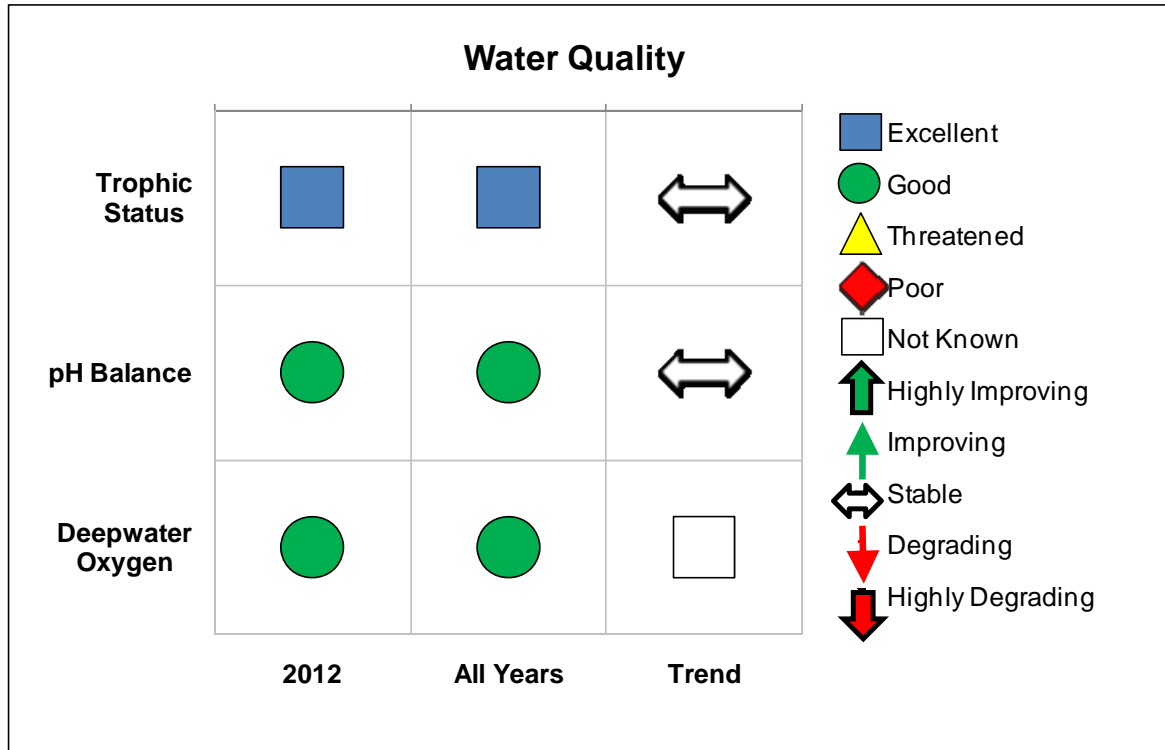 Water Quality
Trophic
Status
pH Balance
Deepwater
Oxygen
2012
All Years
Trend
Excellent
Good
Threatened
Poor
Not Known
Highly Improving
Improving
Stable
Degrading
Highly Degrading